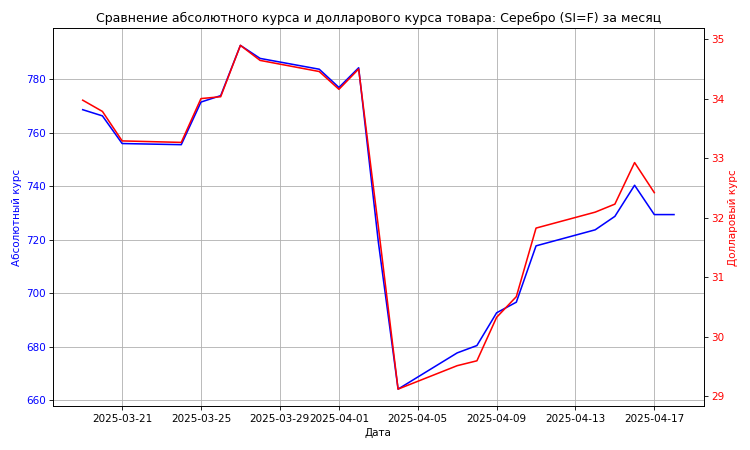 Сравнение абсолютного курса и долларового курса товара: Серебро (SI=F) за месяц
Абсолютный курс
780
760
740
720
700
680
660
35
34
33
32
31
30
29
Долларовый курс
2025-03-21 2025-03-25 2025-03-29 2025-04-01 2025-04-05 2025-04-09 2025-04-13 2025-04-17
Дата